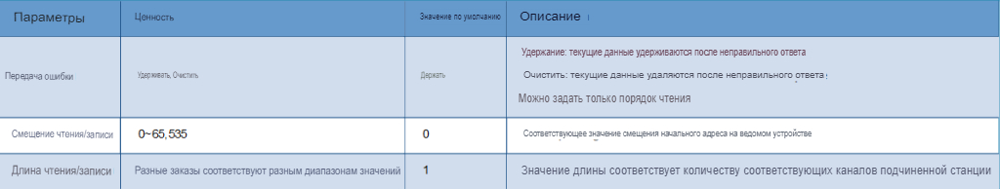 Параметры Ценность Значение по умолчанию Описание
Удержание: текущие данные удерживаются после неправильного ответа
Передача ошибки Удерживать, Очистить Держать Очистить: текущие данные удаляются после неправильного ответа;
Можно задать только порядок чтения
Смещение чтения/записи 0~65,535 0 Соответствующее значение смещения начального адреса на ведомом устройстве
Длина чтения/записи Разные заказы соответствуют разным диапазонам значений 1 Значение длины соответствует количеству соответствующих каналов подчиненной станции